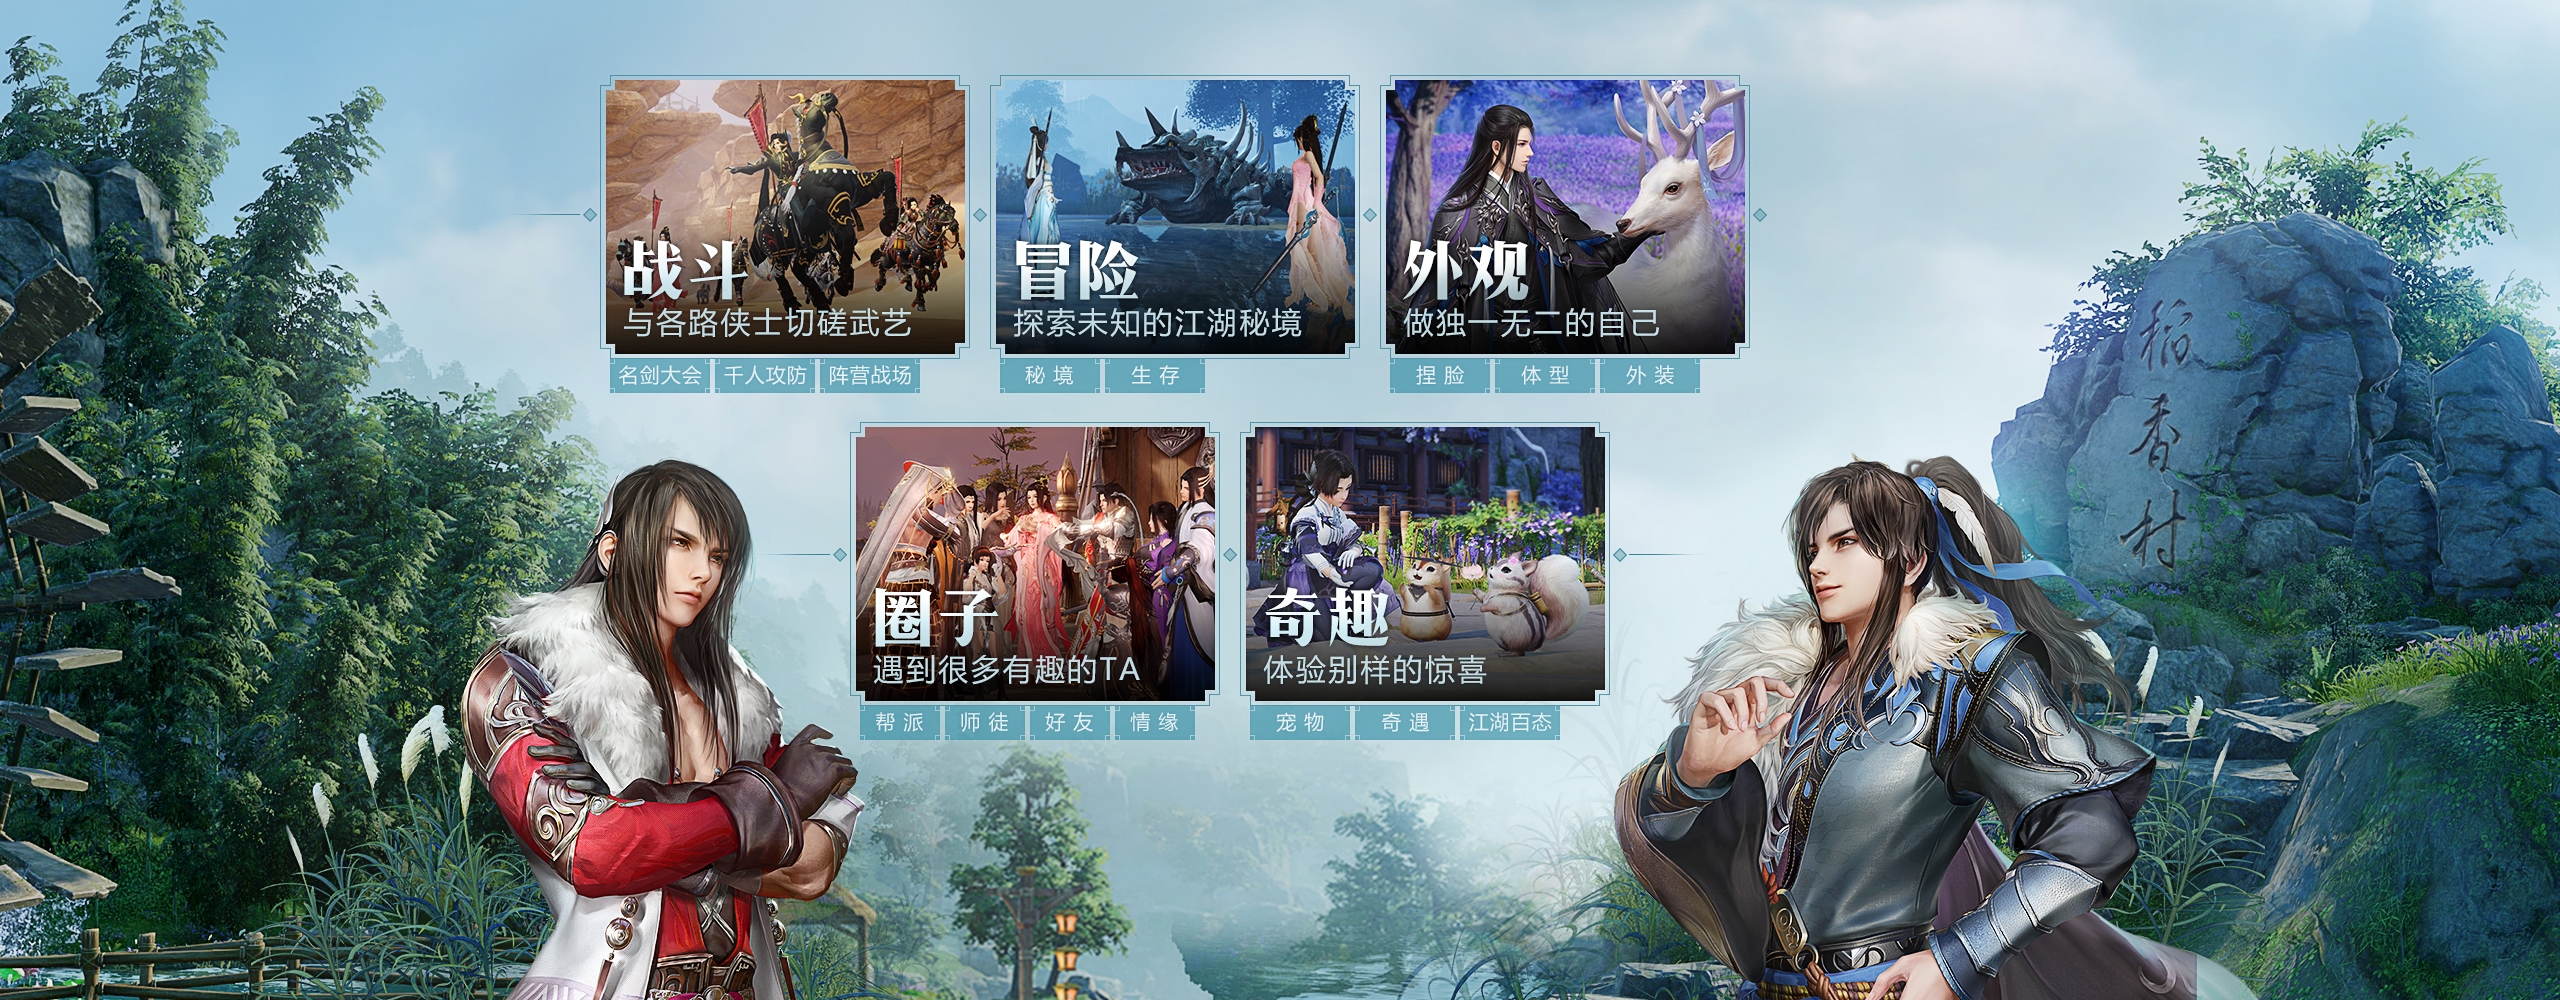 战斗
与各路侠士切磋武艺
名剑大会 千人攻防 阵营战场
冒险
探索未知的江湖秘境
秘境 生存
外观
做独一无二的自己
捏脸 体型 外装
圈子
遇到很多有趣的TA
帮派 师徒 好友 情缘
奇趣
体验别样的惊喜
宠物 奇遇 江湖百态
稻香村